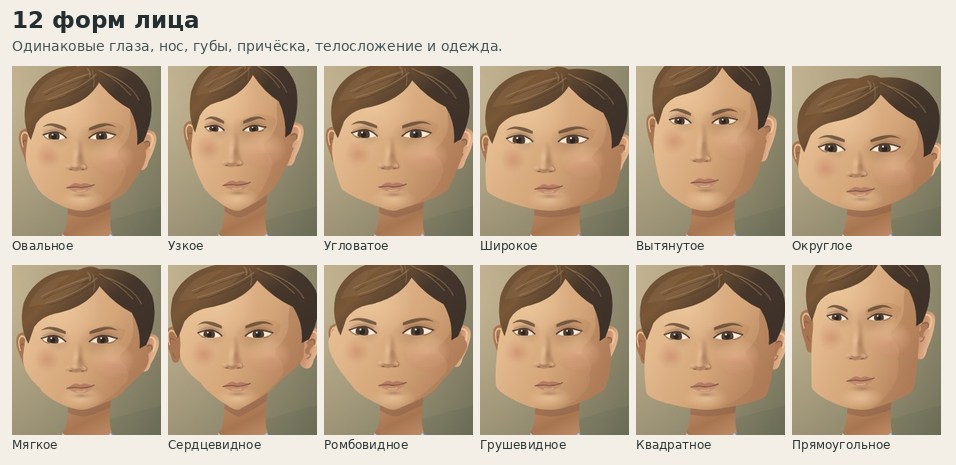 12 форм лица
Одинаковые глаза, нос, губы, причёска, телосложение и одежда.
Овальное
Узкое
Угловатое
Широкое
Вытянутое
Округлое
Мягкое
Сердцевидное
Ромбовидное
Грушевидное
Квадратное
Прямоугольное